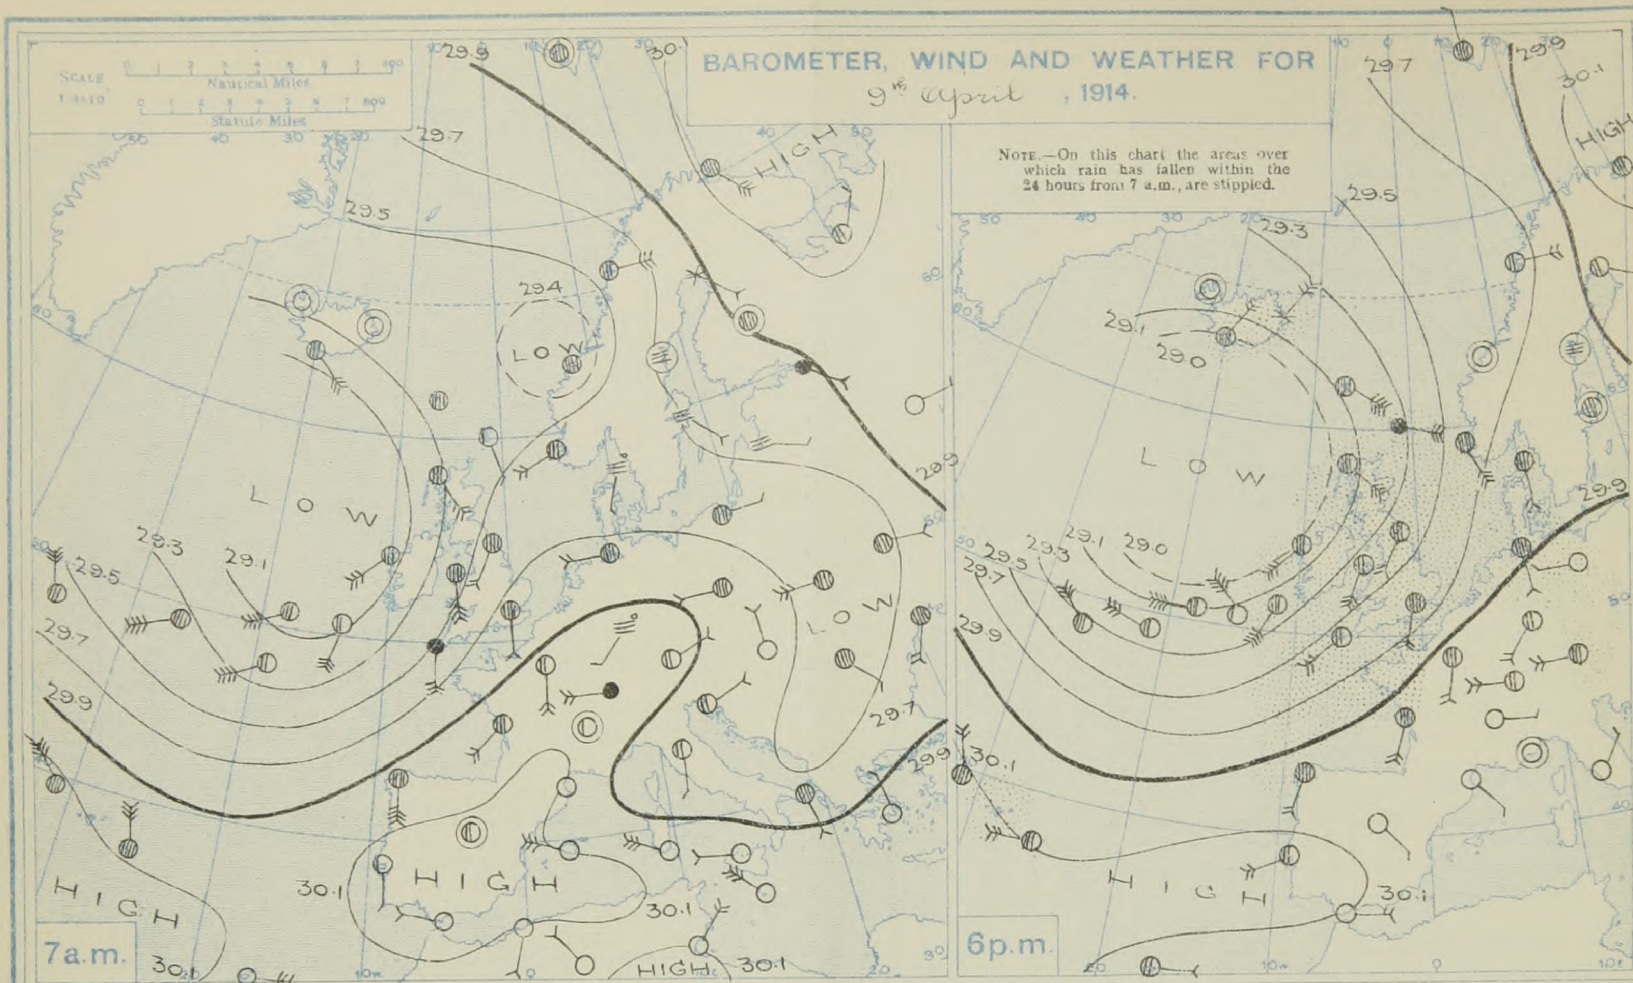 BAROMETER, WIND AND WEATHER FOR
9th April , 1914.
SCALE
Nautical Miles
Statute Miles
NOTE.—On this chart the areas over
which rain has fallen within the
24 hours from 7 a.m., are stippled.
29.9
30.1
29.7
HIGH
29.5
29.4
LOW
LOW
29.3
29.1
29.5
29.7
29.9
29.9
LOW
29.7
29.9
HIGH
30.1
HIGH
30.1
30.1
HIGH
30.1
7a.m.
29.7
29.9
30.1
HIGH
29.5
29.3
29.1
29.0
LOW
29.9
29.0
29.1
29.3
29.5
29.7
29.9
30.1
HIGH
30.1
6p.m.